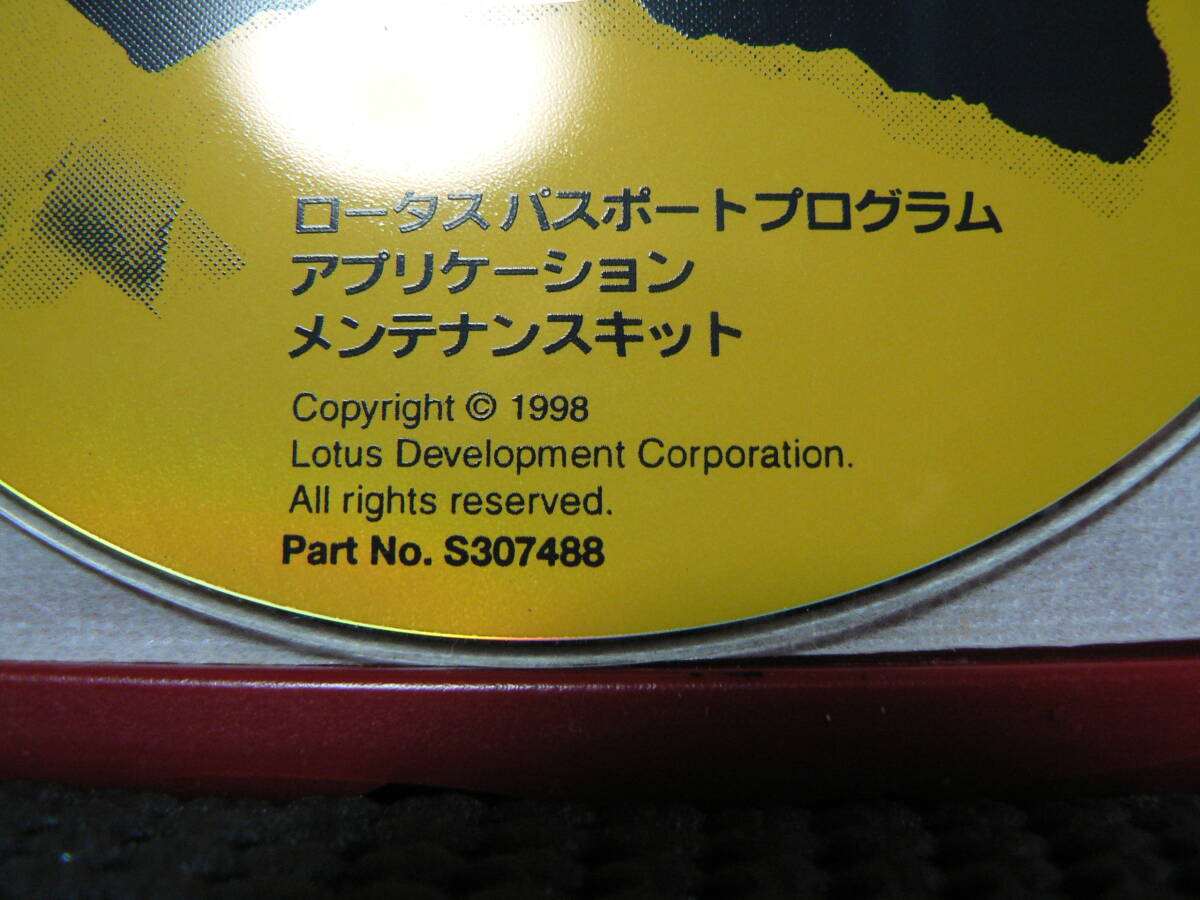 ロータス パスポートプログラム
アプリケーション
メンテナンスキット
Copyright © 1998
Lotus Development Corporation.
All rights reserved.
Part No. S307488